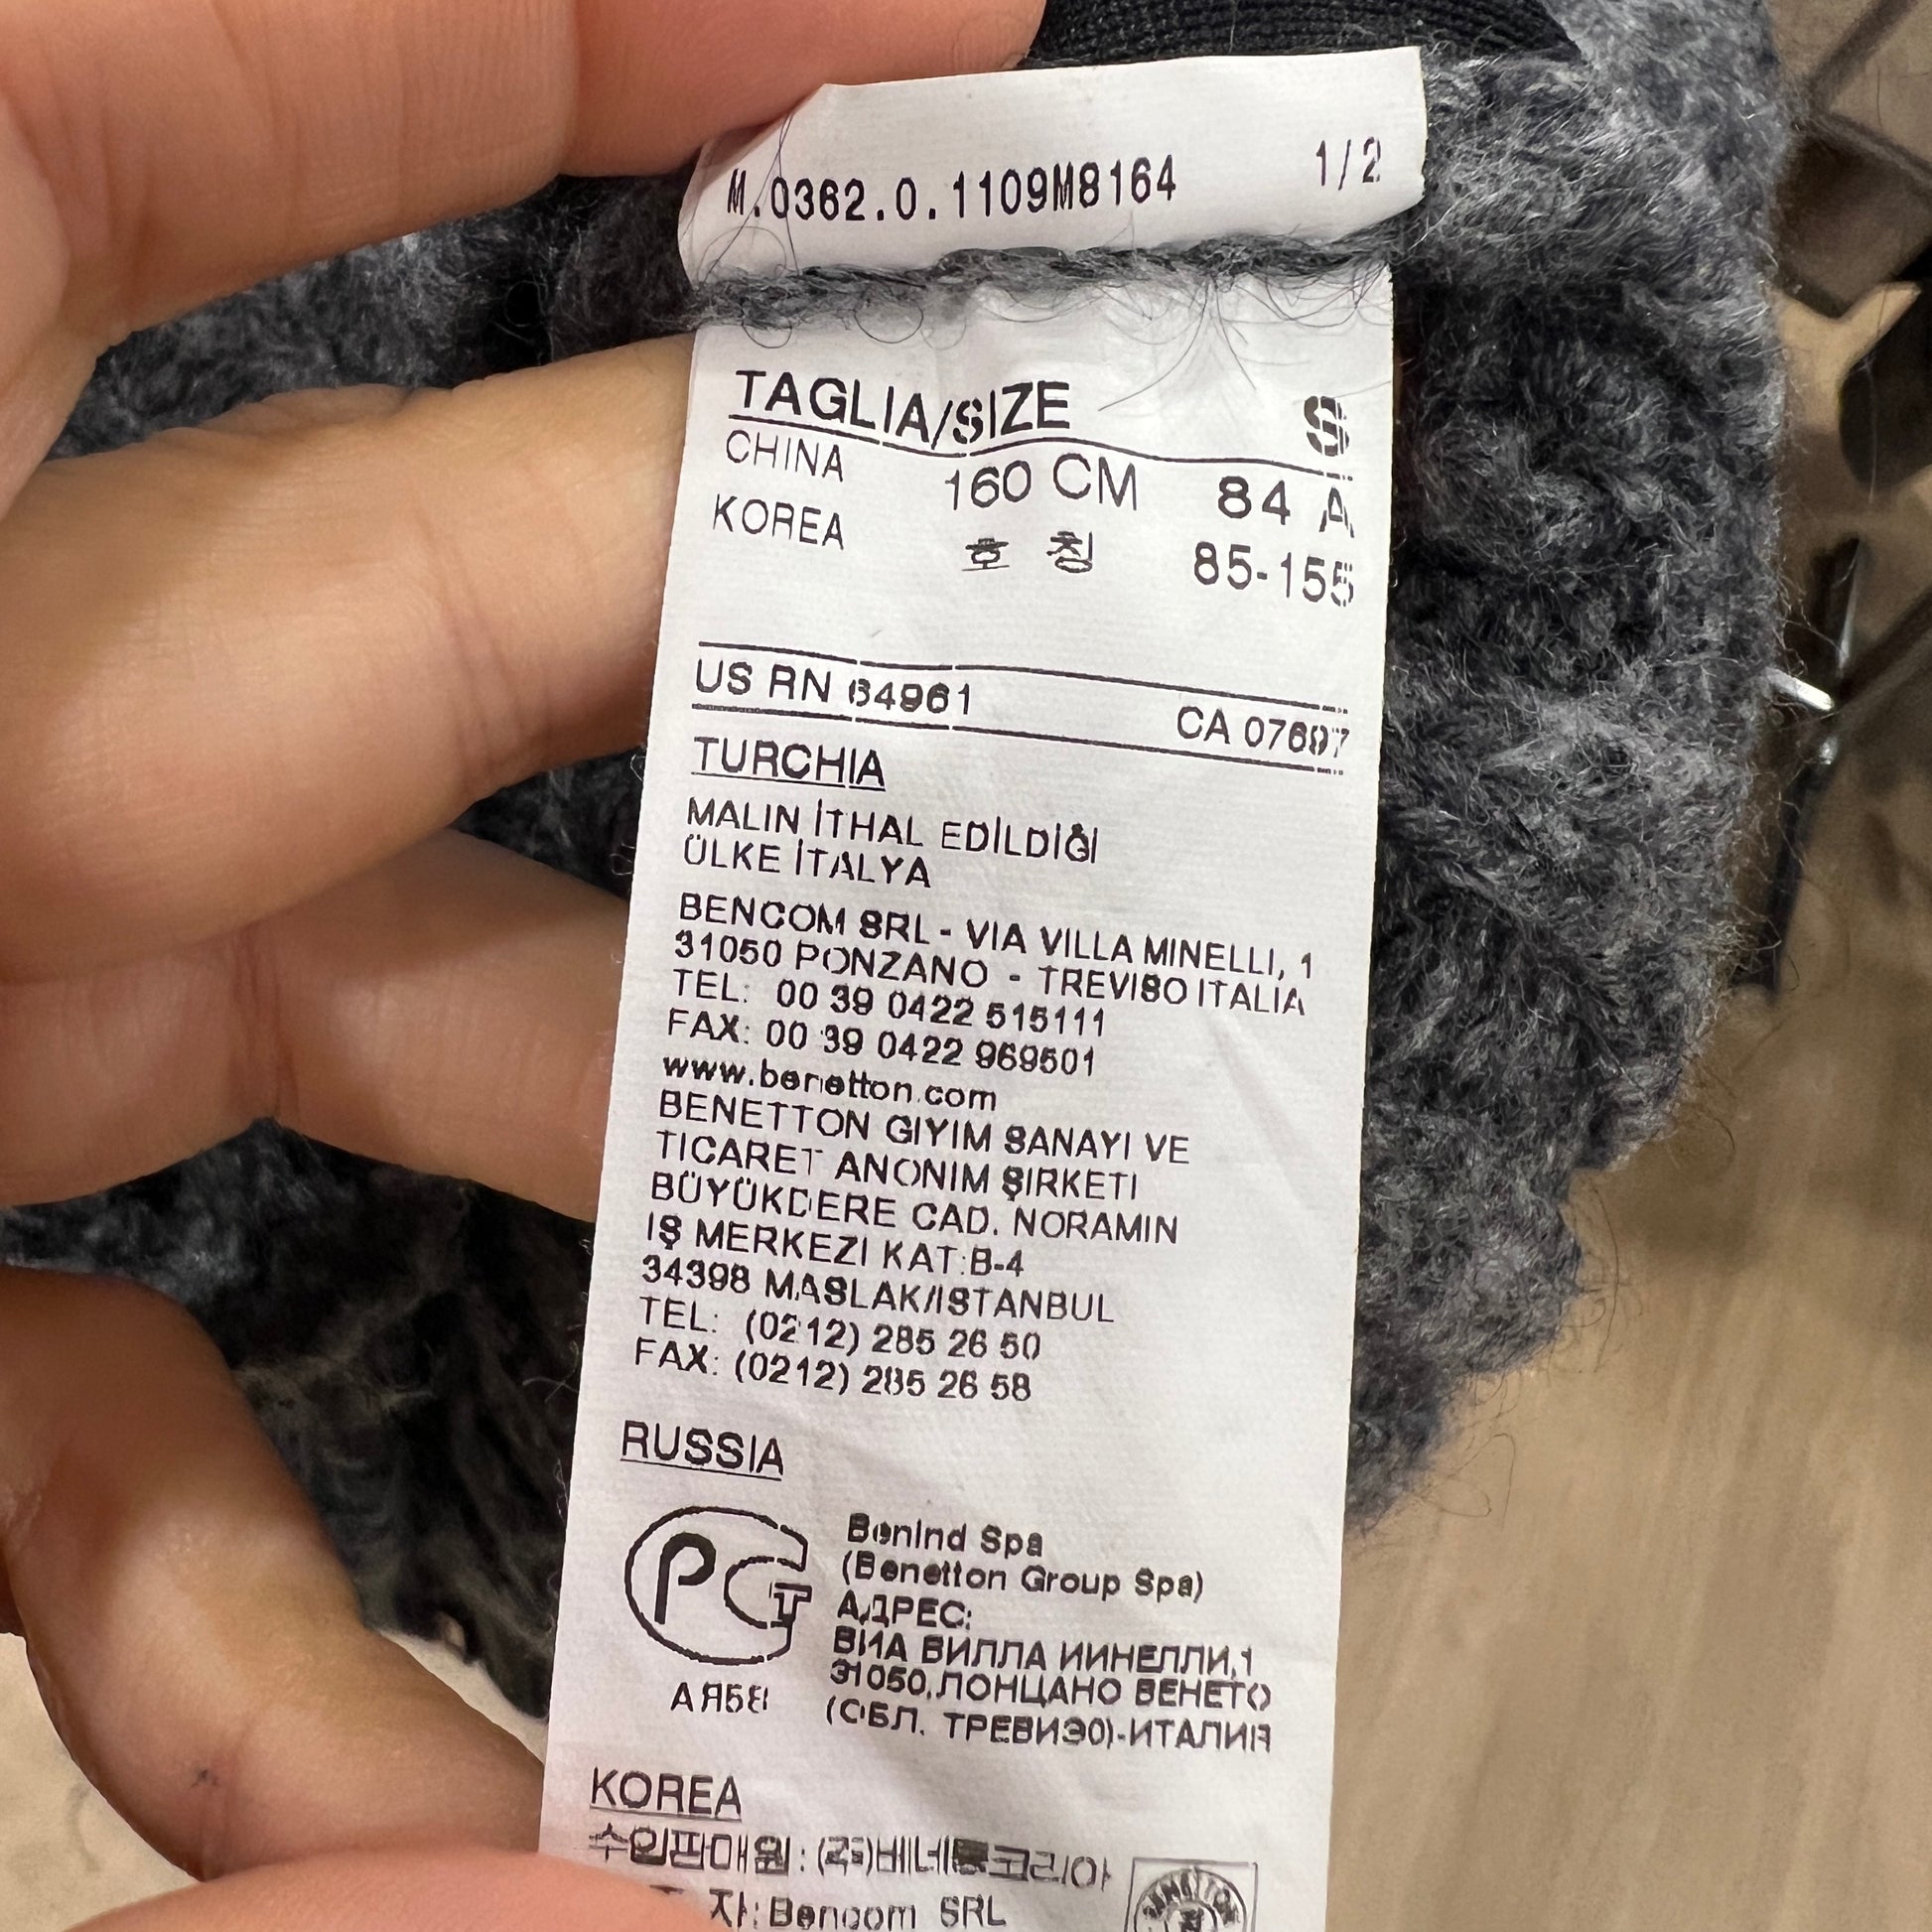 M.0362.0.1109M8164 1/2
TAGLIA/SIZE S
CHINA 160 CM 84 A
KOREA 호 칭 85-155
US RN 64961 CA 07697
TURCHIA
MALIN İTHAL EDİLDİĞİ
ÜLKE İTALYA
BENCOM SRL - VIA VILLA MINELLI, 1
31050 PONZANO - TREVISO ITALIA
TEL: 00 39 0422 515111
FAX: 00 39 0422 969501
www.benetton.com
BENETTON GIYIM SANAYI VE
TICARET ANONIM ŞIRKETI
BÜYÜKDERE CAD. NORAMIN
IŞ MERKEZI KAT:B-4
34398 MASLAK/ISTANBUL
TEL: (0212) 285 26 50
FAX: (0212) 285 26 58
RUSSIA
PCT
Benind Spa
(Benetton Group Spa)
АДРЕС:
ВИА ВИЛЛА ИИНЕЛЛИ,1
31050,ЛОНЦАНО ВЕНЕТО
(ОБЛ. ТРЕВИЭО)-ИТАЛИЯ
АЯ58
KOREA
수입판매원:(주)베네통코리아
자:Bencom SRL
BENETTON